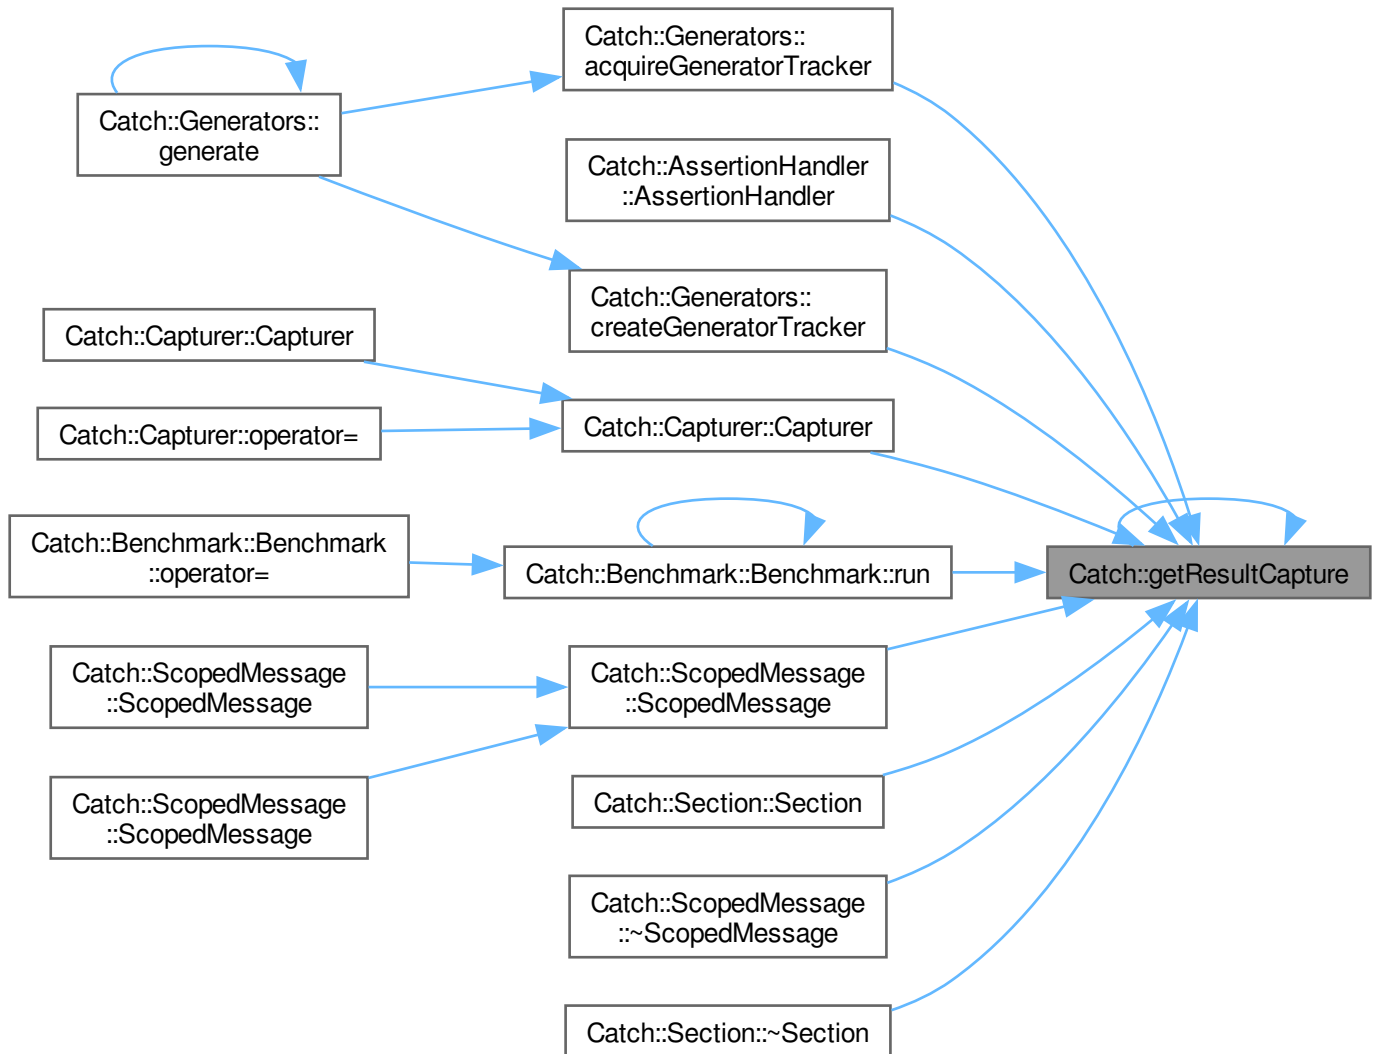 Catch::Generators::
acquireGeneratorTracker
Catch::Generators::
generate
Catch::AssertionHandler
::AssertionHandler
Catch::Generators::
createGeneratorTracker
Catch::Capturer::Capturer
Catch::Capturer::operator=
Catch::Capturer::Capturer
Catch::Benchmark::Benchmark
::operator=
Catch::Benchmark::Benchmark::run
Catch::getResultCapture
Catch::ScopedMessage
::ScopedMessage
Catch::ScopedMessage
::ScopedMessage
Catch::ScopedMessage
::ScopedMessage
Catch::Section::Section
Catch::ScopedMessage
::~ScopedMessage
Catch::Section::~Section